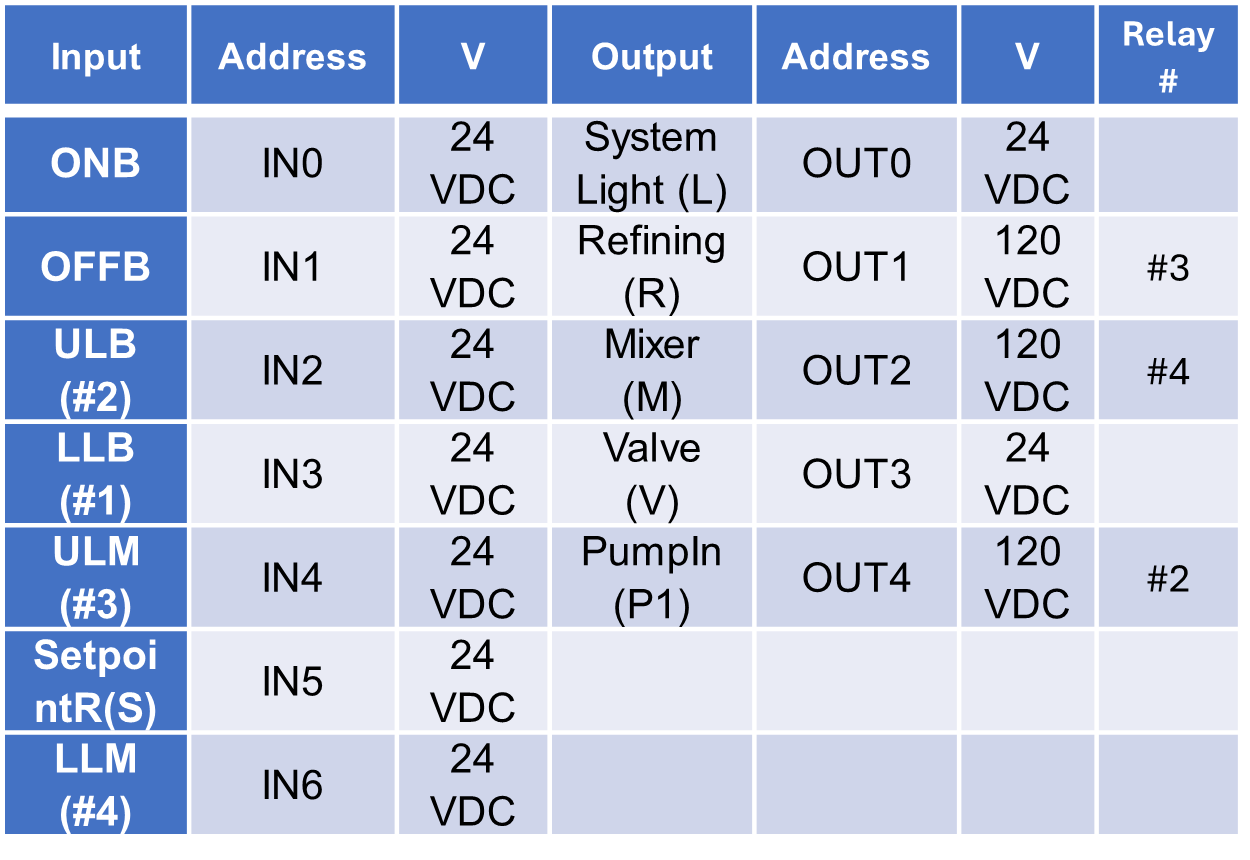 Input Address V Output Address V Relay #
ONB IN0 24 VDC System Light (L) OUT0 24 VDC
OFFB IN1 24 VDC Refining (R) OUT1 120 VDC #3
ULB (#2) IN2 24 VDC Mixer (M) OUT2 120 VDC #4
LLB (#1) IN3 24 VDC Valve (V) OUT3 24 VDC
ULM (#3) IN4 24 VDC PumpIn (P1) OUT4 120 VDC #2
Setpoi ntR(S) IN5 24 VDC
LLM (#4) IN6 24 VDC